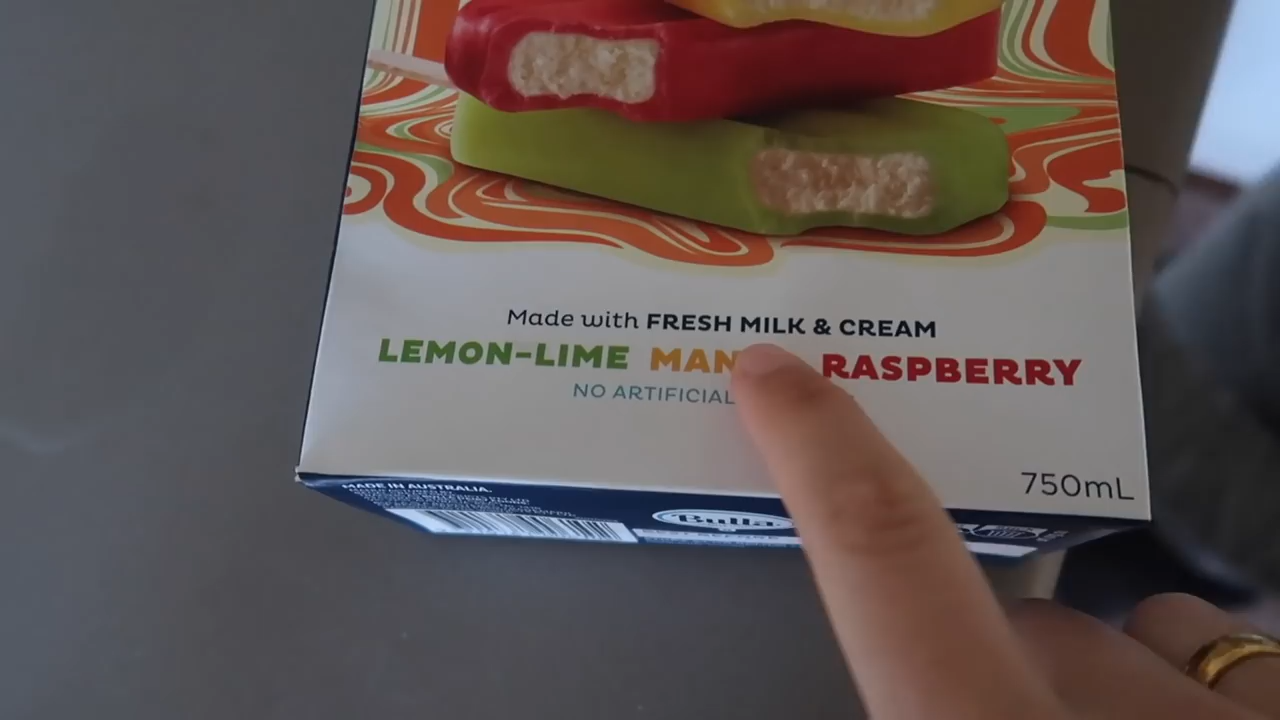 Made with FRESH MILK & CREAM
LEMON-LIME MAN RASPBERRY
NO ARTIFICIAL
750mL
MADE IN AUSTRALIA.
Bulla